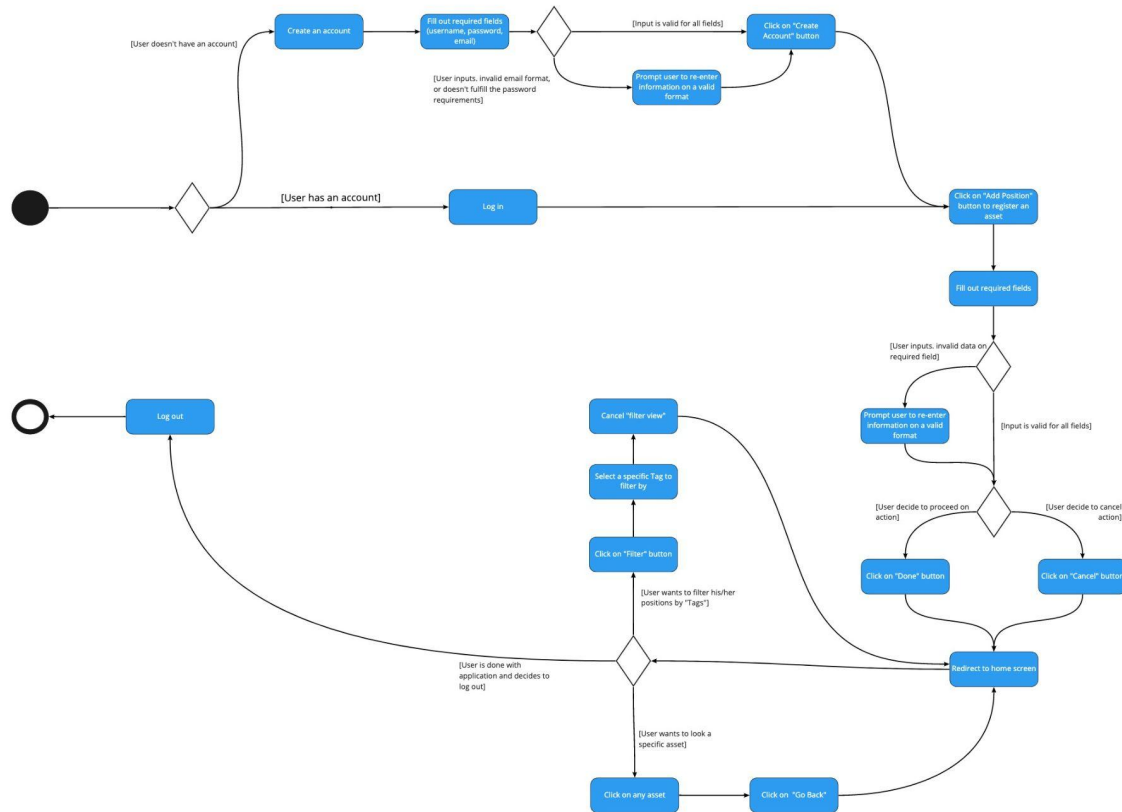 Create an account
Fill out required fields
(username, password,
email)
[Input is valid for all fields]
Click on "Create
Account" button
[User doesn't have an account]
[User inputs. invalid email format,
or doesn't fulfill the password
requirements]
Prompt user to re-enter
information on a valid
format
[User has an account]
Log in
Click on "Add Position"
button to register an
asset
Fill out required fields
[User inputs. invalid data on
required field]
Prompt user to re-enter
information on a valid
format
[Input is valid for all fields]
Log out
Cancel "filter view"
Select a specific Tag to
filter by
Click on "Filter" button
[User decide to proceed on
action]
[User decide to cancel
action]
Click on "Done" button
Click on "Cancel" button
[User wants to filter his/her
positions by "Tags"]
[User is done with
application and decides to
log out]
Redirect to home screen
[User wants to look a
specific asset]
Click on any asset
Click on "Go Back"